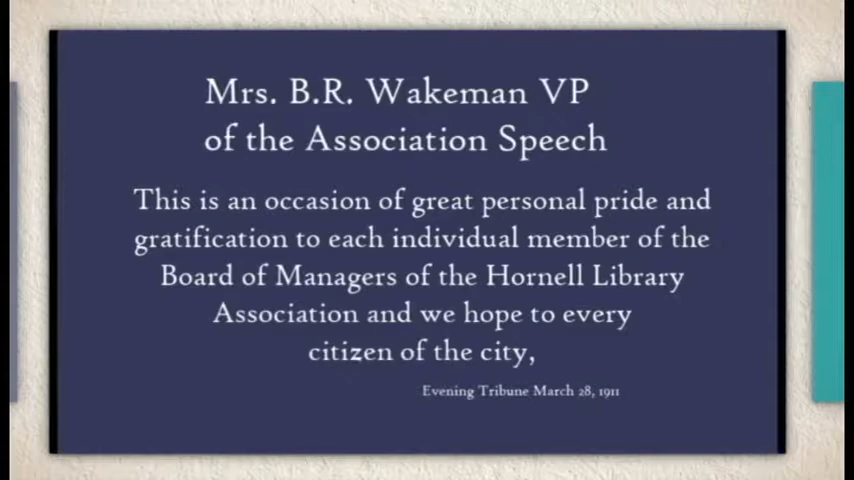 Mrs. B.R. Wakeman VP
of the Association Speech
This is an occasion of great personal pride and
gratification to each individual member of the
Board of Managers of the Hornell Library
Association and we hope to every
citizen of the city,
Evening Tribune March 28, 1911